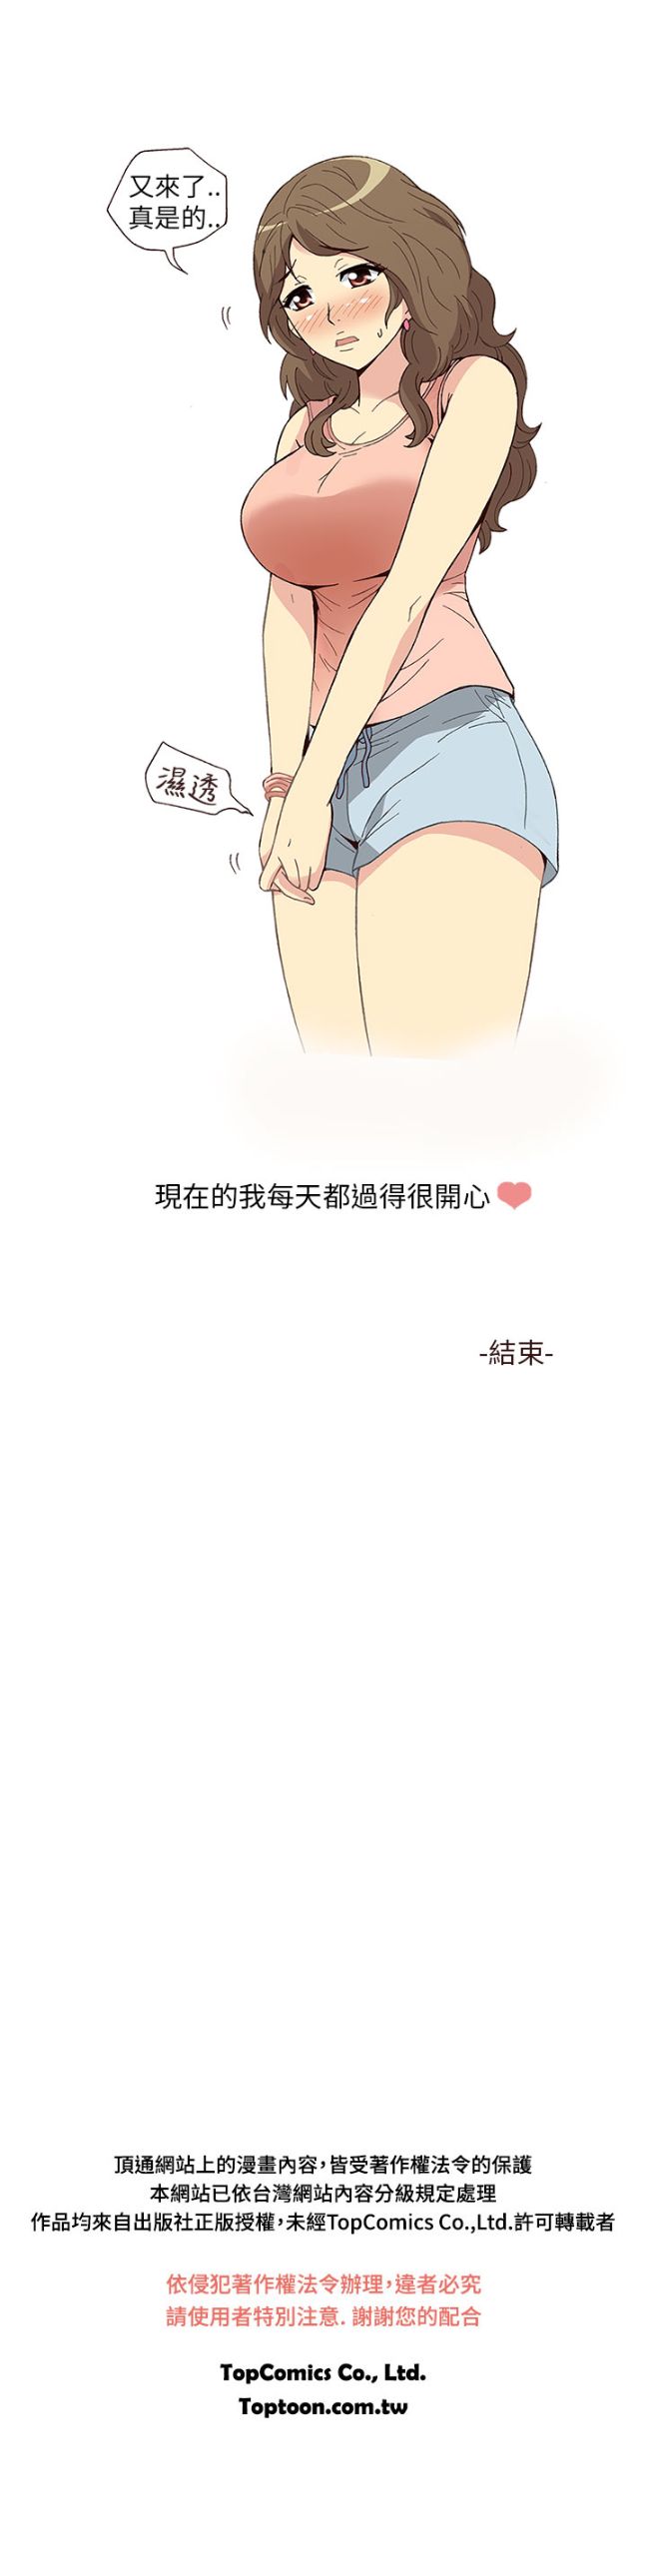 又來了..
真是的..
濕透
現在的我每天都過得很開心
-結束-
頂通網站上的漫畫內容，皆受著作權法令的保護
本網站已依台灣網站內容分級規定處理
作品均來自出版社正版授權，未經TopComics Co.,Ltd.許可轉載者
依侵犯著作權法令辦理，違者必究
請使用者特別注意. 謝謝您的配合
TopComics Co., Ltd.
Toptoon.com.tw